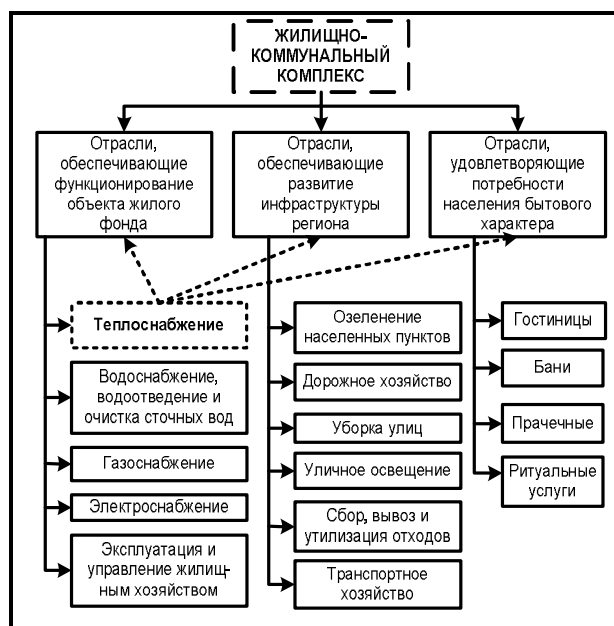 ЖИЛИЩНО-
КОММУНАЛЬНЫЙ
КОМПЛЕКС
Отрасли,
обеспечивающие
функционирование
объекта жилого
фонда
Отрасли,
обеспечивающие
развитие
инфраструктуры
региона
Отрасли,
удовлетворяющие
потребности
населения бытового
характера
Теплоснабжение
Водоснабжение,
водоотведение и
очистка сточных вод
Газоснабжение
Электроснабжение
Эксплуатация и
управление жилищ-
ным хозяйством
Озеленение
населенных пунктов
Дорожное хозяйство
Уборка улиц
Уличное освещение
Сбор, вывоз и
утилизация отходов
Транспортное
хозяйство
Гостиницы
Бани
Прачечные
Ритуальные
услуги